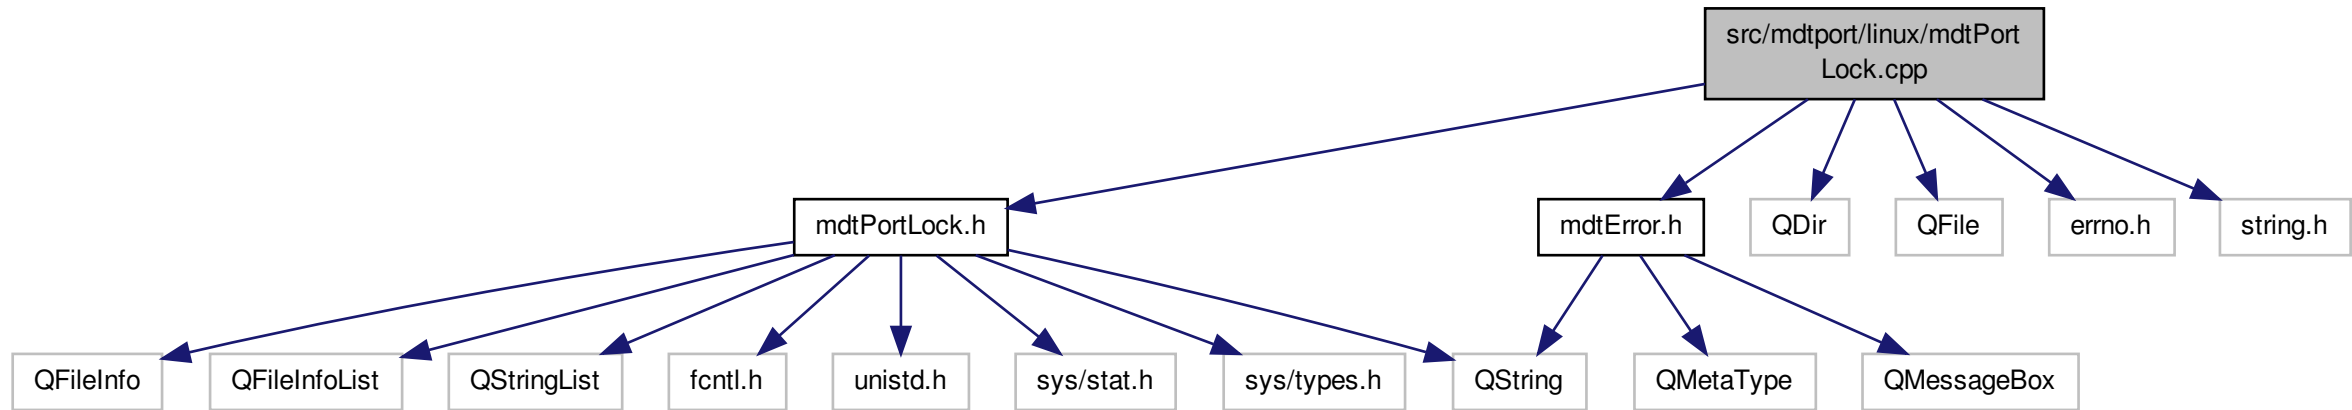 src/mdtport/linux/mdtPort
Lock.cpp
mdtPortLock.h
mdtError.h
QDir
QFile
errno.h
string.h
QFileInfo
QFileInfoList
QStringList
fcntl.h
unistd.h
sys/stat.h
sys/types.h
QString
QMetaType
QMessageBox